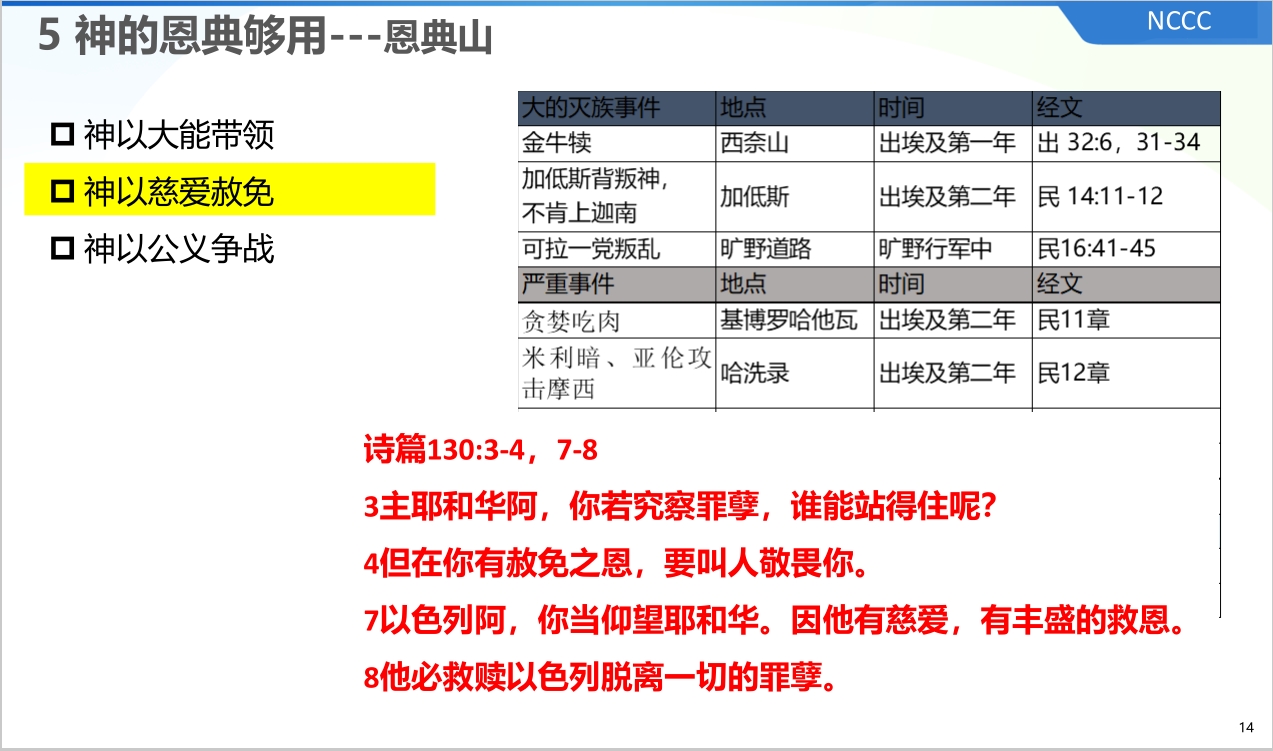 NCCC
5 神的恩典够用---恩典山
神以大能带领
神以慈爱赦免
神以公义争战
大的灭族事件 地点 时间 经文
金牛犊 西奈山 出埃及第一年 出 32:6，31-34
加低斯背叛神，
不肯上迦南 加低斯 出埃及第二年 民 14:11-12
可拉一党叛乱 旷野道路 旷野行军中 民16:41-45
严重事件 地点 时间 经文
贪婪吃肉 基博罗哈他瓦 出埃及第二年 民11章
米利暗、亚伦攻
击摩西 哈洗录 出埃及第二年 民12章
诗篇130:3-4，7-8
3主耶和华阿，你若究察罪孽，谁能站得住呢？
4但在你有赦免之恩，要叫人敬畏你。
7以色列阿，你当仰望耶和华。因他有慈爱，有丰盛的救恩。
8他必救赎以色列脱离一切的罪孽。
14